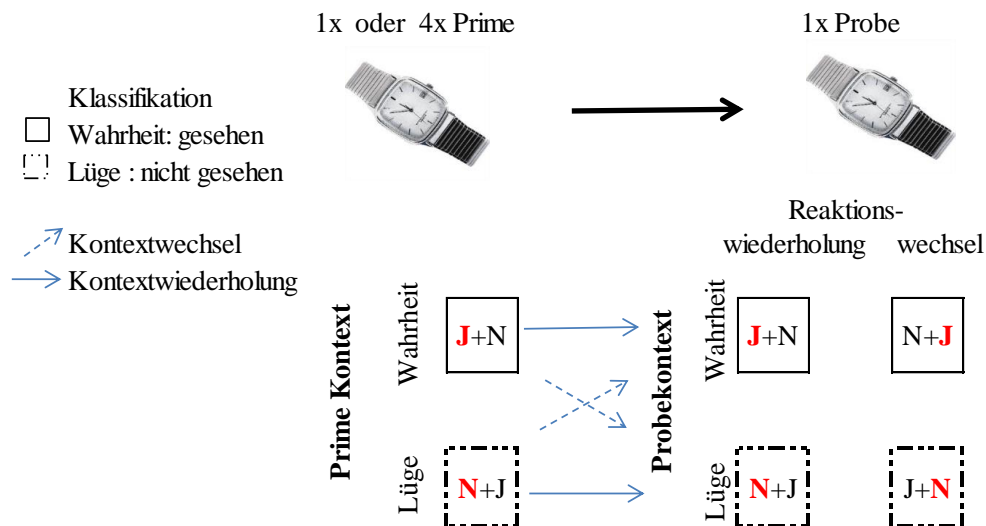 1x oder 4x Prime
1x Probe
Klassifikation
Wahrheit: gesehen
Lüge : nicht gesehen
Kontextwechsel
Kontextwiederholung
Reaktions-
wiederholung wechsel
Prime Kontext
Wahrheit
J+N
Lüge
N+J
Probekontext
Wahrheit
J+N
N+J
Lüge
N+J
J+N